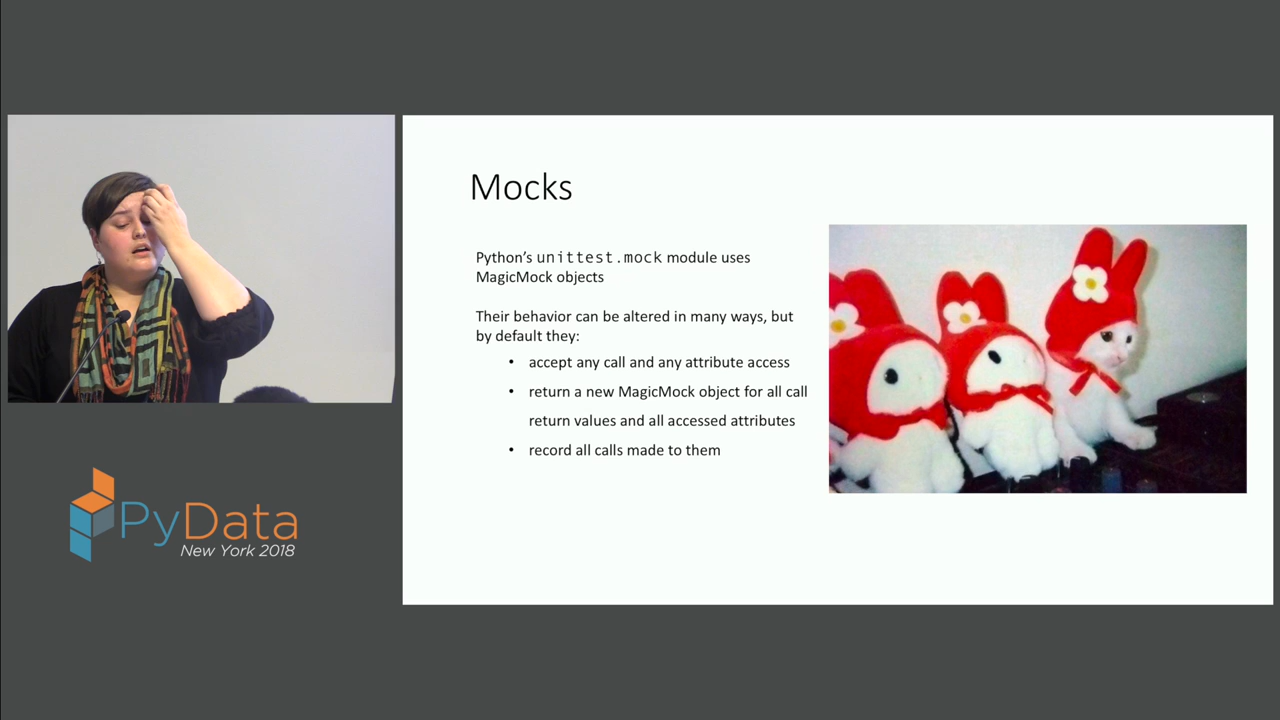 Mocks
Python’s unittest.mock module uses
MagicMock objects
Their behavior can be altered in many ways, but
by default they:
• accept any call and any attribute access
• return a new MagicMock object for all call
return values and all accessed attributes
• record all calls made to them
PyData
New York 2018